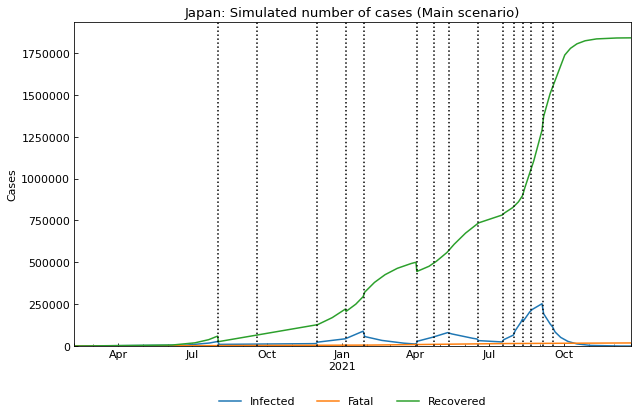 Japan: Simulated number of cases (Main scenario)
Cases
1750000
1500000
1250000
1000000
750000
500000
250000
0
Apr Jul Oct Jan Apr Jul Oct
2021
Infected Fatal Recovered